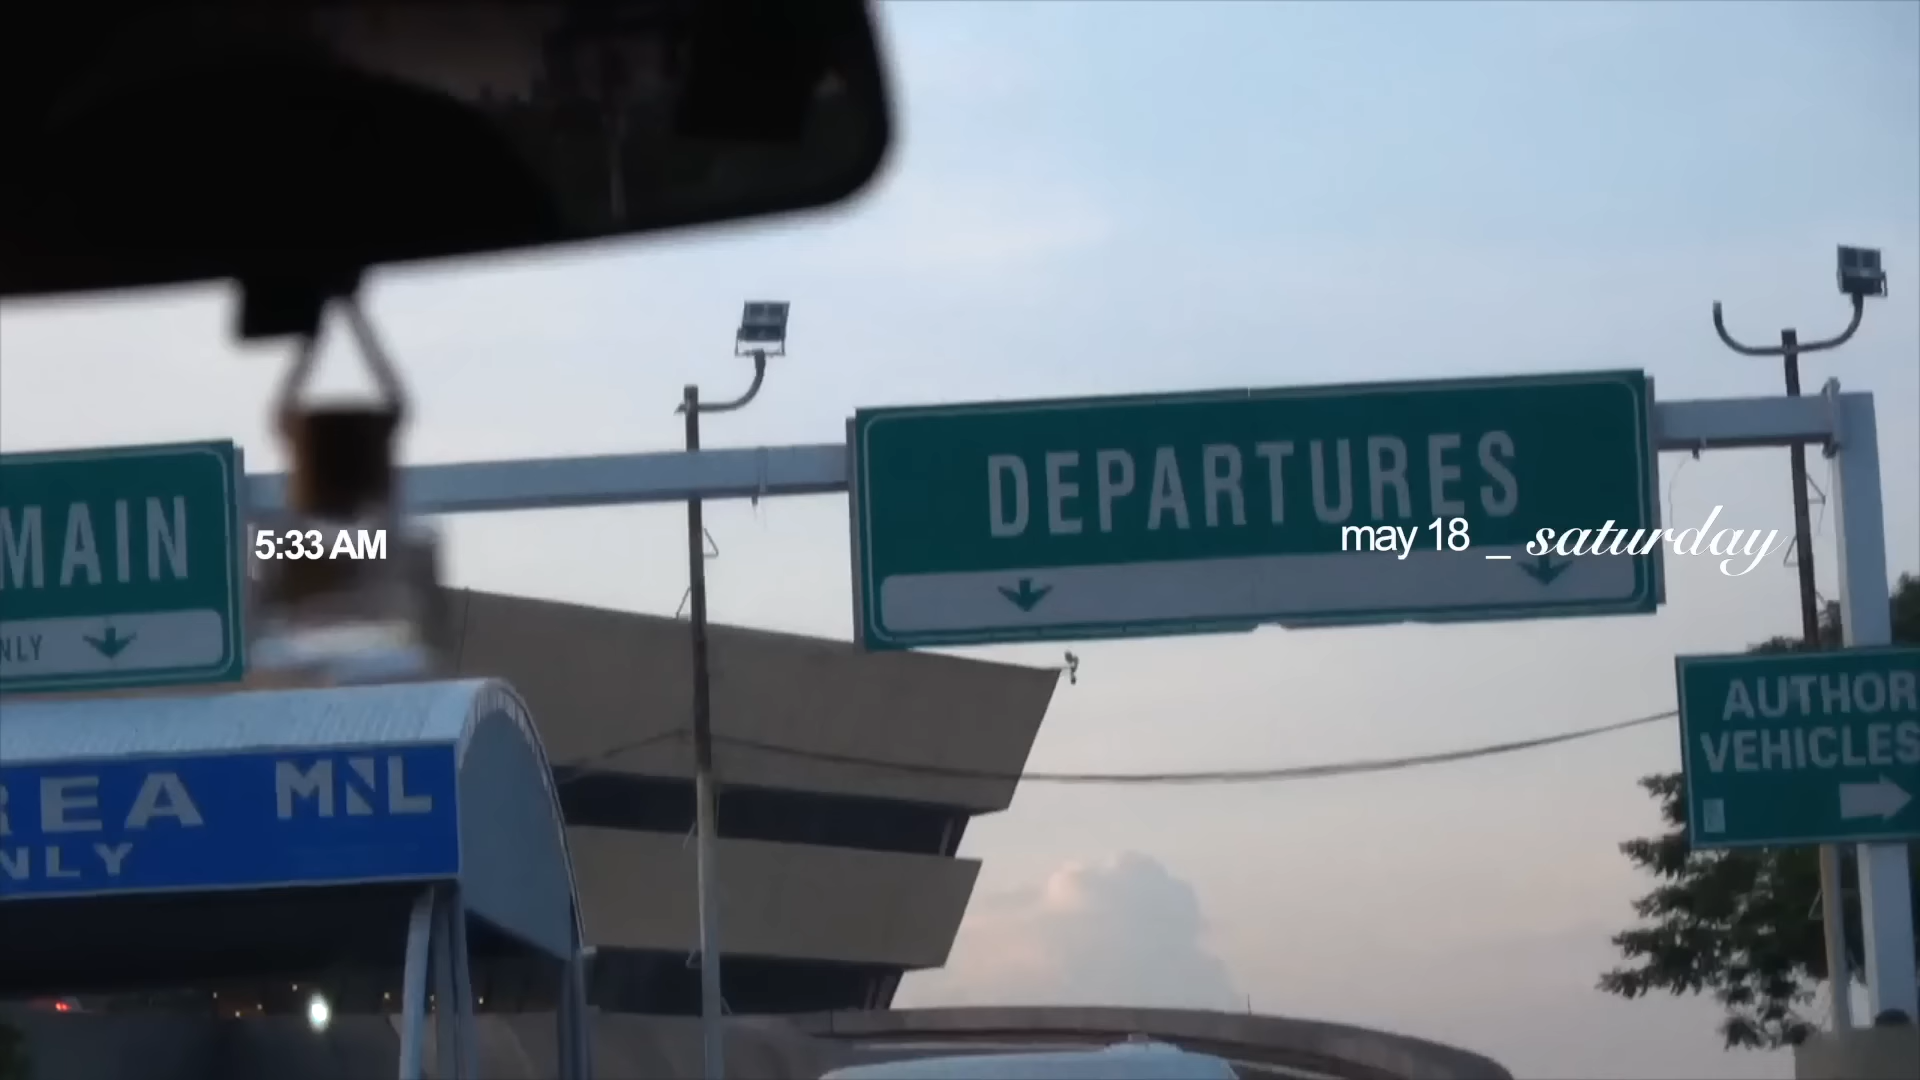 MAIN
NLY
5:33 AM
DEPARTURES
may 18 _ saturday
REA MNL
NLY
AUTHOR
VEHICLES